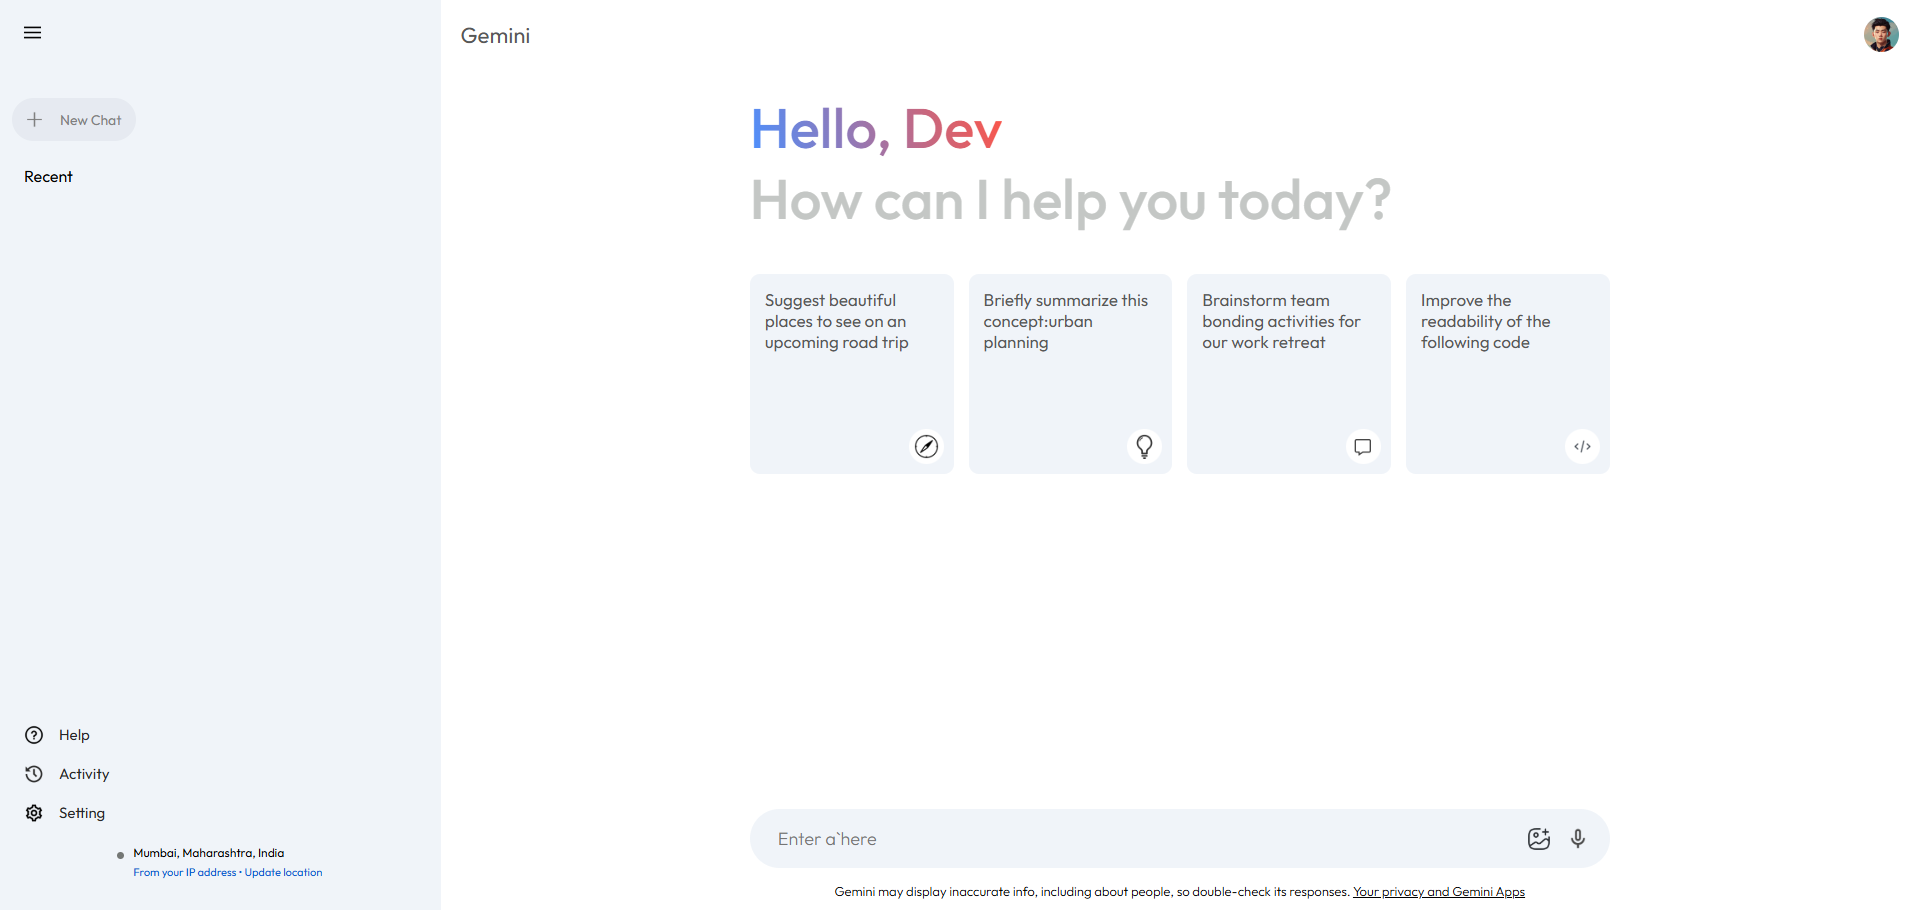 Gemini
New Chat
Recent
Hello, Dev
How can I help you today?
Suggest beautiful
places to see on an
upcoming road trip
Briefly summarize this
concept:urban
planning
Brainstorm team
bonding activities for
our work retreat
Improve the
readability of the
following code
Help
Activity
Setting
Mumbai, Maharashtra, India
From your IP address • Update location
Enter a`here
Gemini may display inaccurate info, including about people, so double-check its responses. Your privacy and Gemini Apps